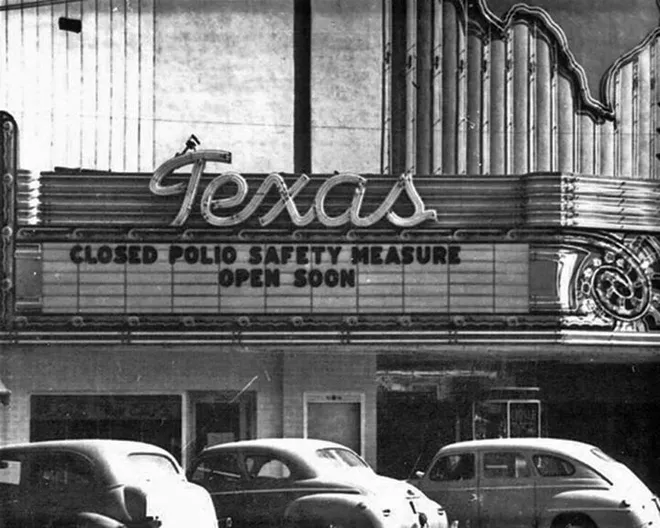 Texas
CLOSED POLIO SAFETY MEASURE
OPEN SOON